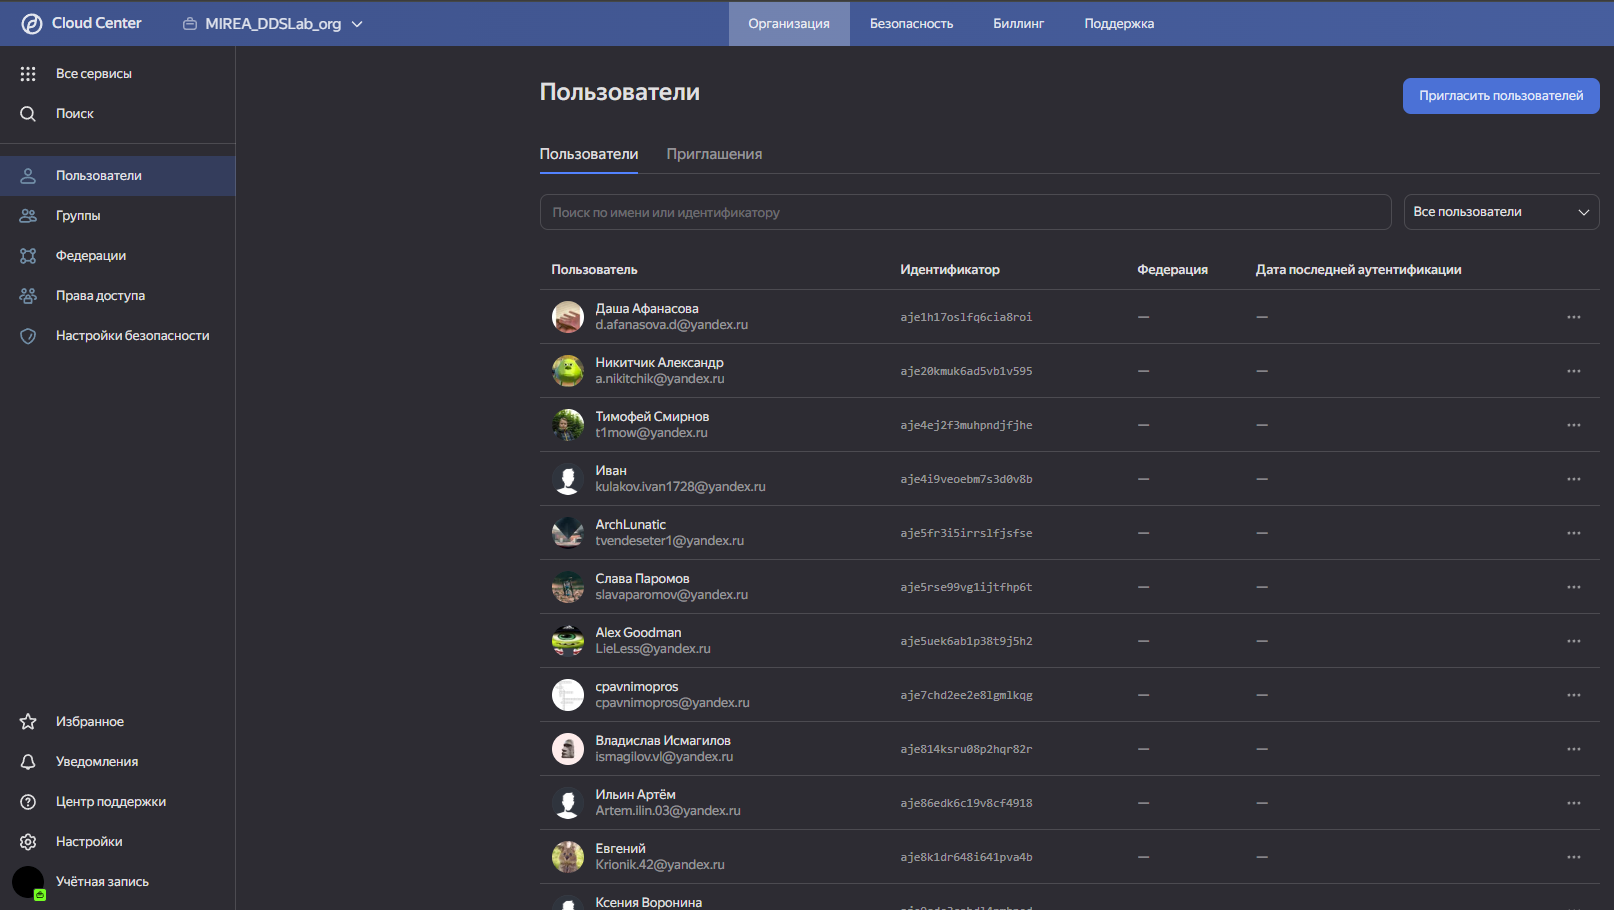 Cloud Center
MIREA_DDSLab_org
Организация
Безопасность
Биллинг
Поддержка
Все сервисы
Поиск
Пользователи
Группы
Федерации
Права доступа
Настройки безопасности
Избранное
Уведомления
Центр поддержки
Настройки
Учётная запись
Пользователи
Пригласить пользователей
Пользователи
Приглашения
Поиск по имени или идентификатору
Все пользователи
Пользователь
Идентификатор
Федерация
Дата последней аутентификации
Даша Афанасова
d.afanasova.d@yandex.ru
aje1h17oslfq6cia8roi
—
—
Никитчик Александр
a.nikitchik@yandex.ru
aje20kmuk6ad5vb1v595
—
—
Тимофей Смирнов
t1mow@yandex.ru
aje4ej2f3muhpndjfjhe
—
—
Иван
kulakov.ivan1728@yandex.ru
aje4i9veoebm7s3d0v8b
—
—
ArchLunatic
tvendeseter1@yandex.ru
aje5fr3i5irrslfjsfse
—
—
Слава Паромов
slavaparomov@yandex.ru
aje5rse99vg1ijtfhp6t
—
—
Alex Goodman
LieLess@yandex.ru
aje5uek6ab1p38t9j5h2
—
—
cpavnimopros
cpavnimopros@yandex.ru
aje7chd2ee2e8lgmlkqg
—
—
Владислав Исмагилов
ismagilov.vl@yandex.ru
aje814ksru08p2hqr82r
—
—
Ильин Артём
Artem.ilin.03@yandex.ru
aje86edk6c19v8cf4918
—
—
Евгений
Krionik.42@yandex.ru
aje8k1dr648i641pva4b
—
—
Ксения Воронина